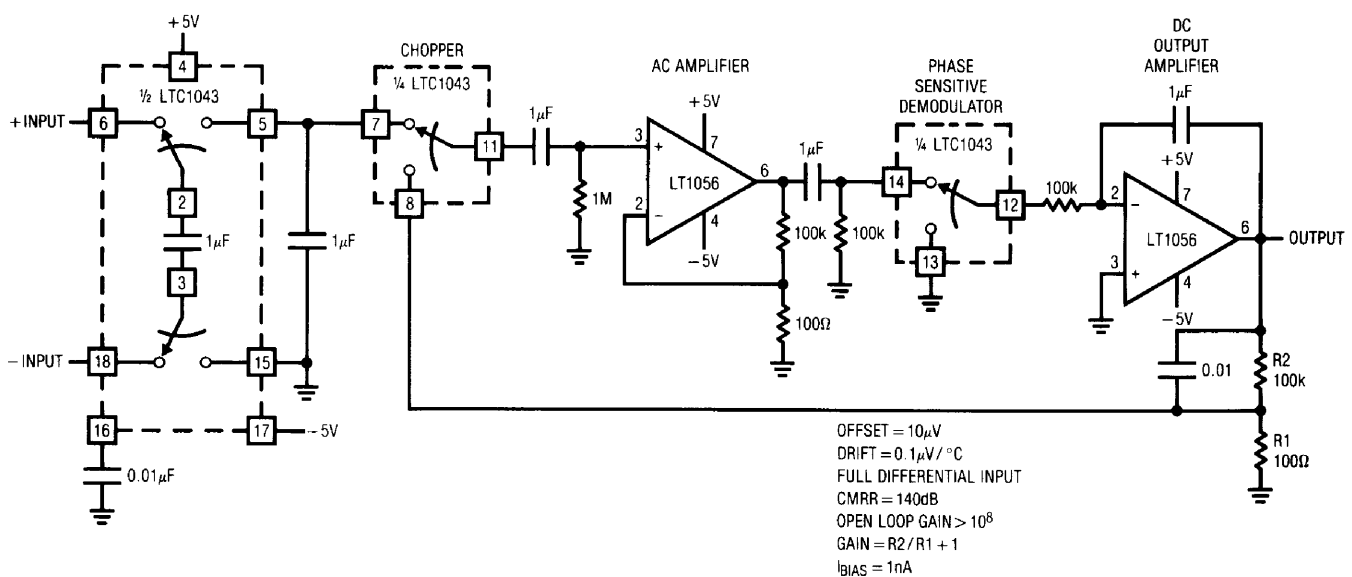 +5V
4
½ LTC1043
+INPUT
6
5
2
1µF
3
1µF
-INPUT
18
15
16
17
-5V
0.01µF
CHOPPER
¼ LTC1043
7
11
8
1µF
1M
AC AMPLIFIER
+5V
3
+
7
6
LT1056
2
-
4
-5V
100k
100Ω
1µF
100k
PHASE
SENSITIVE
DEMODULATOR
¼ LTC1043
14
12
13
100k
DC
OUTPUT
AMPLIFIER
1µF
+5V
2
-
7
6
LT1056
OUTPUT
3
+
4
-5V
0.01
R2
100k
R1
100Ω
OFFSET = 10µV
DRIFT = 0.1µV/°C
FULL DIFFERENTIAL INPUT
CMRR = 140dB
OPEN LOOP GAIN > 10⁸
GAIN = R2/R1 + 1
IBIAS = 1nA